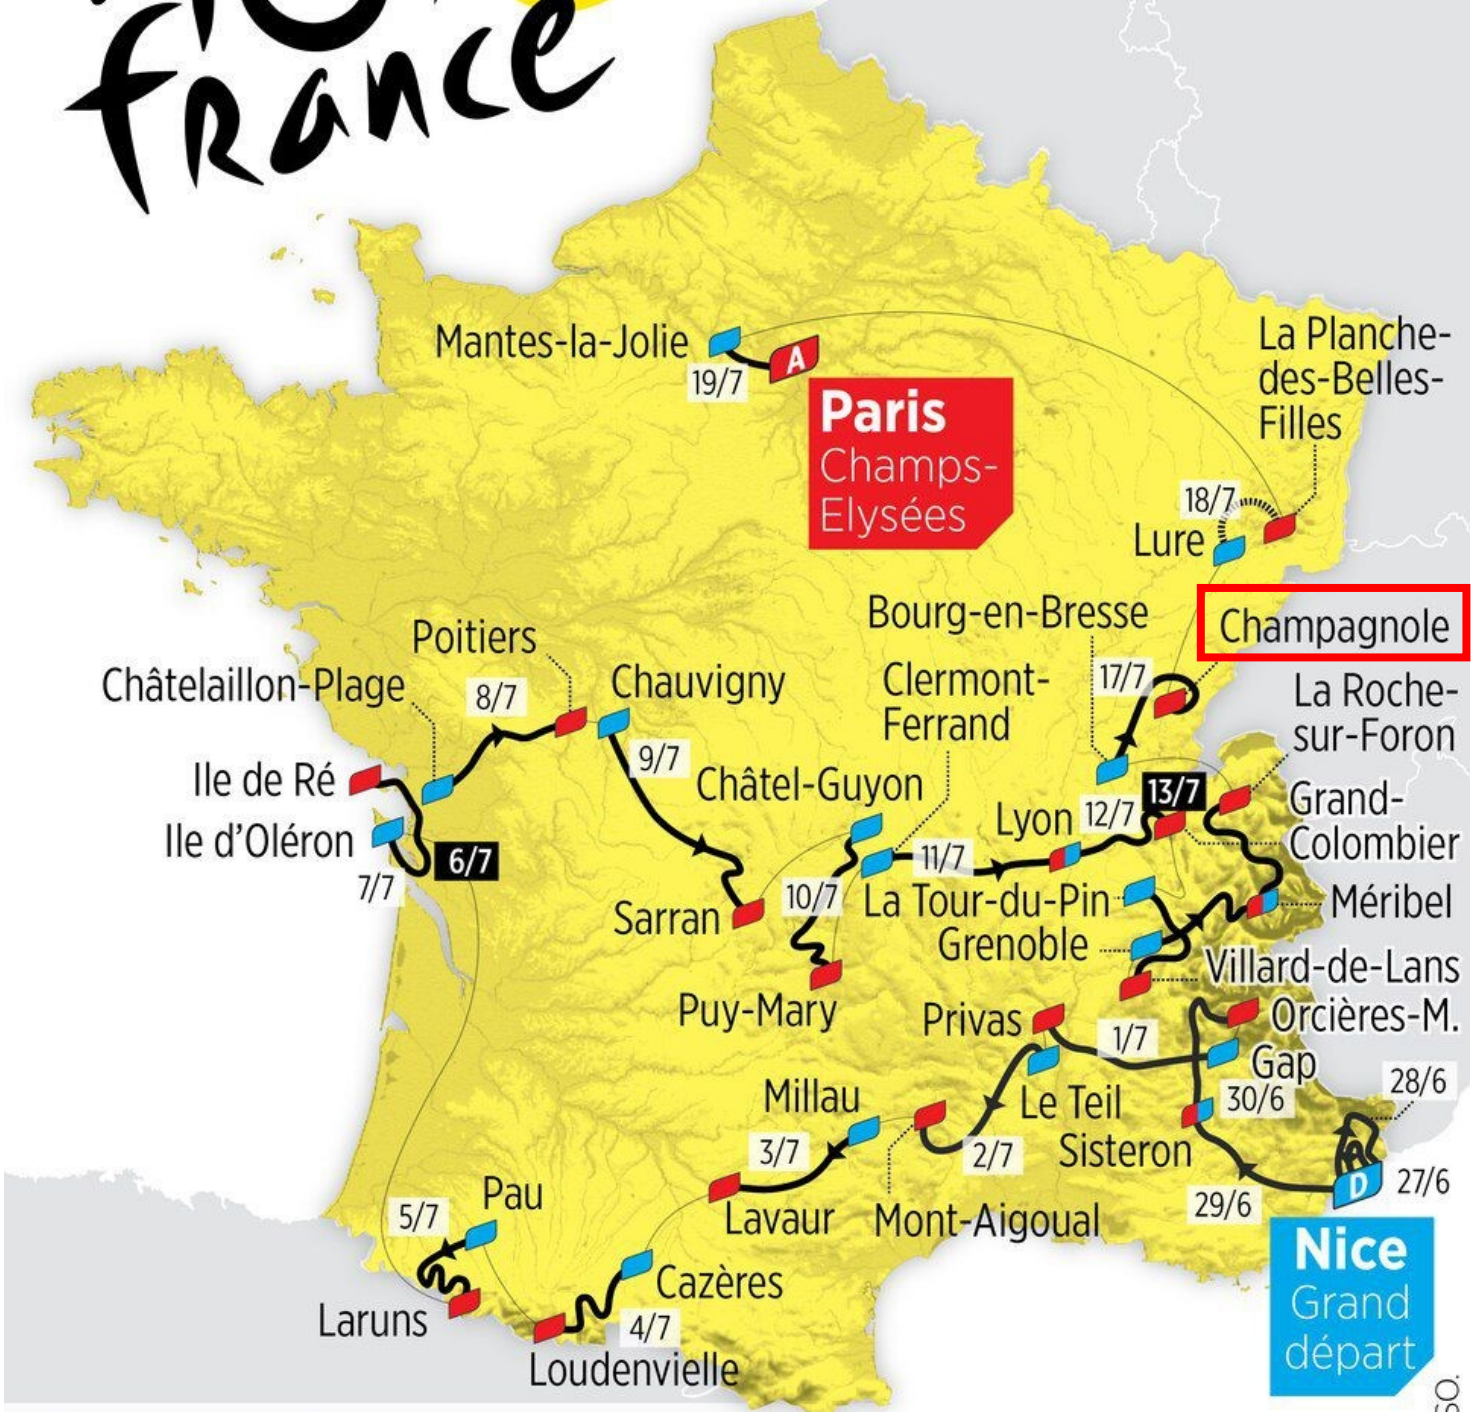 TOUR
FRance
Mantes-la-Jolie
19/7
A
Paris
Champs-
Elysées
La Planche-
des-Belles-
Filles
18/7
Lure
Bourg-en-Bresse
Champagnole
Poitiers
Châtelaillon-Plage
8/7
Chauvigny
Clermont-
Ferrand
17/7
La Roche-
sur-Foron
9/7
Ile de Ré
Châtel-Guyon
13/7
Grand-
Colombier
Ile d'Oléron
Lyon
12/7
6/7
7/7
11/7
10/7
La Tour-du-Pin
Méribel
Sarran
Grenoble
Villard-de-Lans
Puy-Mary
Privas
1/7
Orcières-M.
Gap
28/6
Millau
Le Teil
30/6
3/7
2/7
Sisteron
D
27/6
Pau
5/7
Lavaur
Mont-Aigoual
29/6
Nice
Grand
départ
Cazères
Laruns
4/7
Loudenvielle